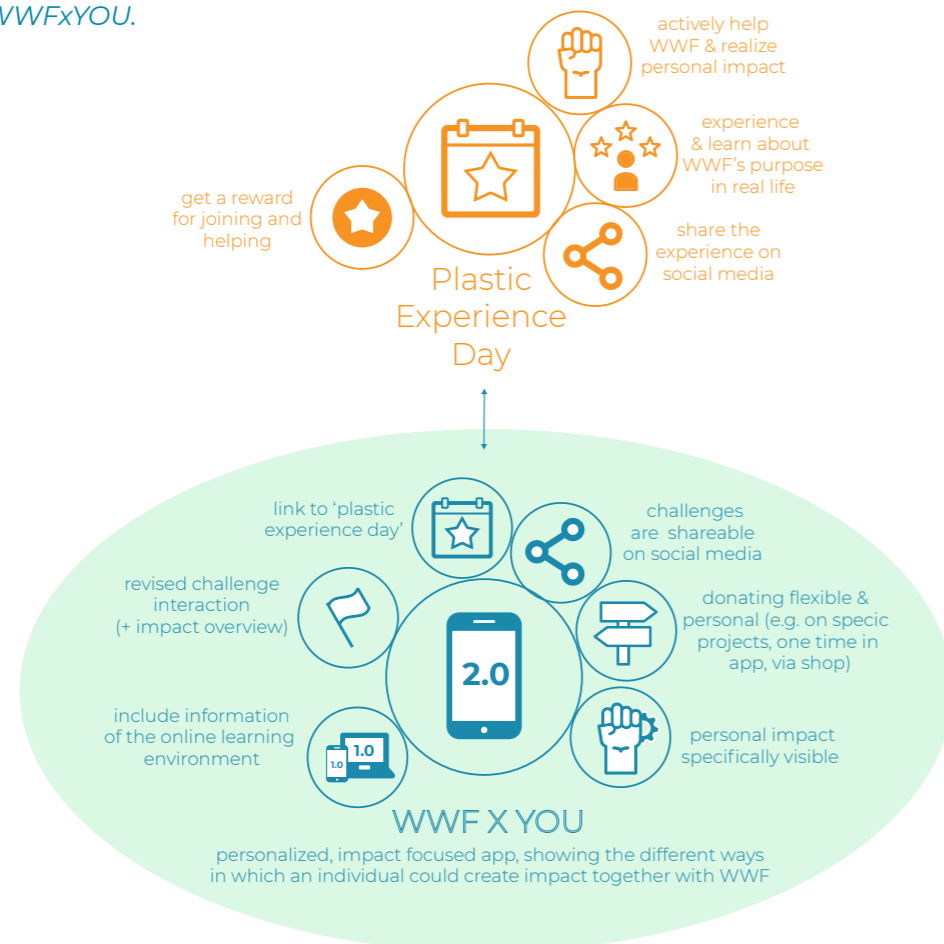 WWFxYOU.
actively help
WWF & realize
personal impact
experience
& learn about
WWF's purpose
in real life
get a reward
for joining and
helping
share the
experience on
social media
Plastic
Experience
Day
link to 'plastic
experience day'
challenges
are shareable
on social media
revised challenge
interaction
(+ impact overview)
donating flexible &
personal (e.g. on specic
projects, one time in
app, via shop)
2.0
include information
of the online learning
environment
1.0
1.0
personal impact
specifically visible
WWF X YOU
personalized, impact focused app, showing the different ways
in which an individual could create impact together with WWF